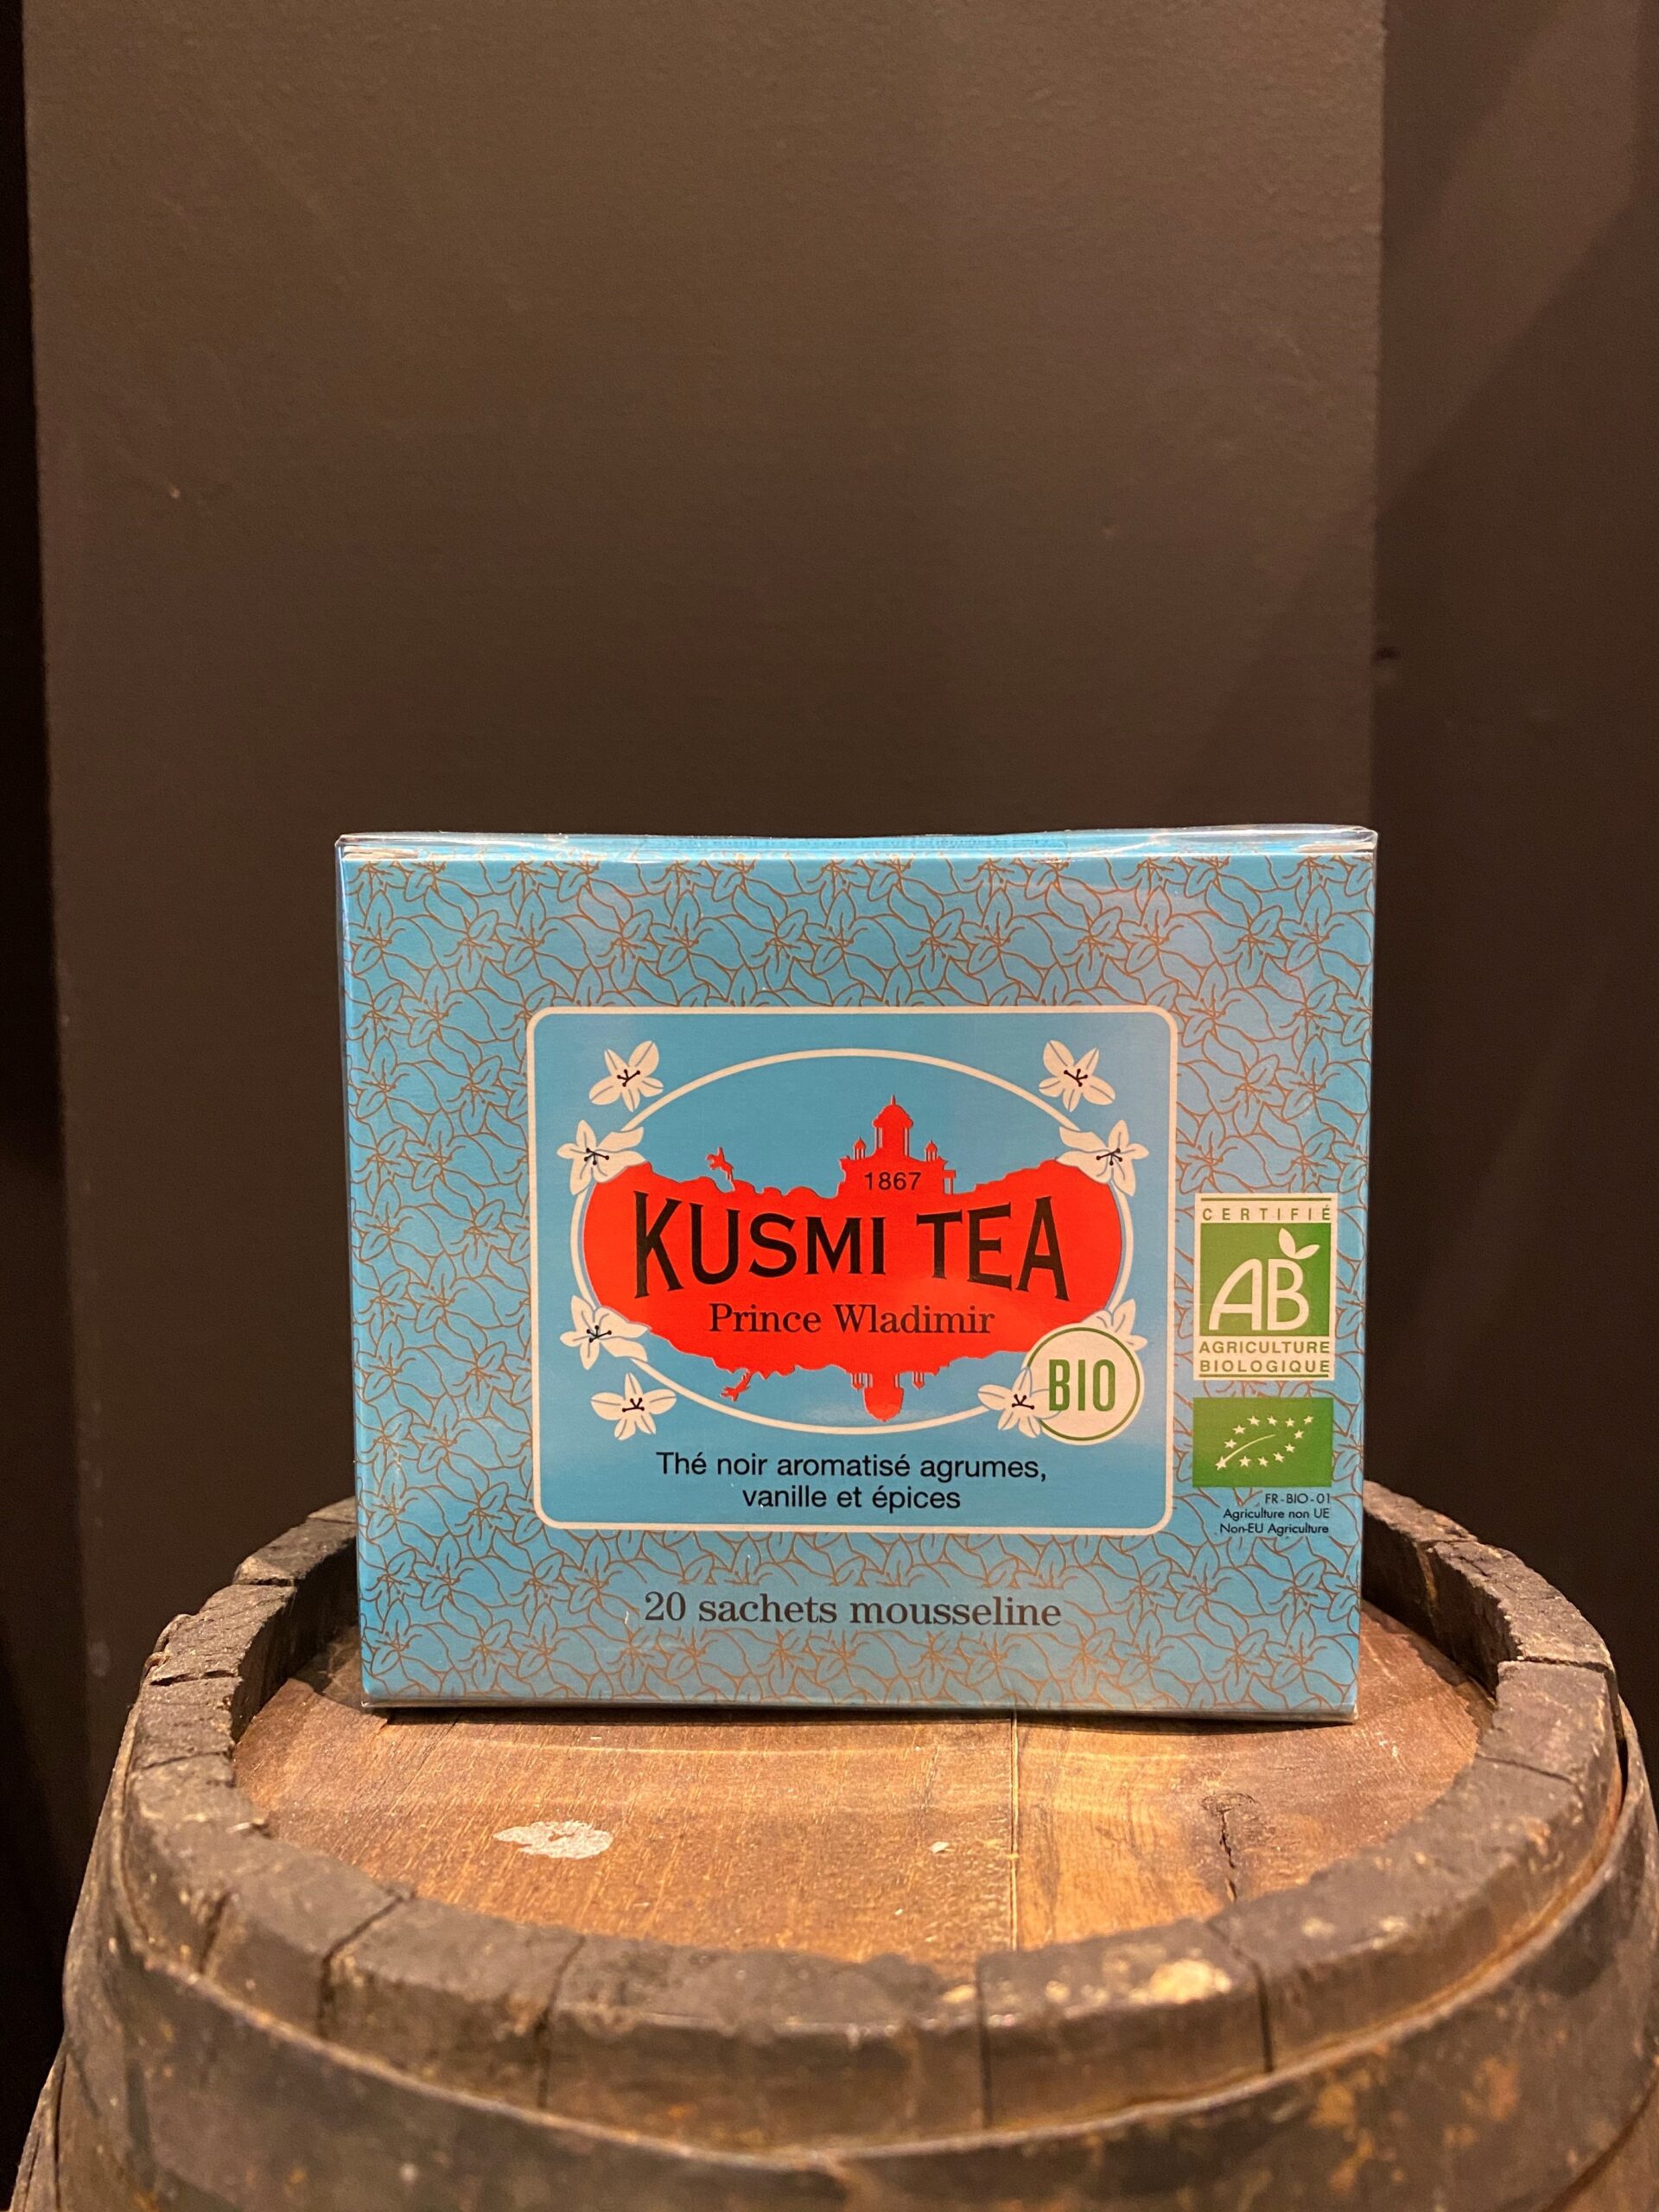 1867
KUSMI TEA
Prince Wladimir
BIO
Thé noir aromatisé agrumes,
vanille et épices
20 sachets mousseline
CERTIFIÉ
AB
AGRICULTURE
BIOLOGIQUE
FR-BIO-01
Agriculture non UE
Non-EU Agriculture